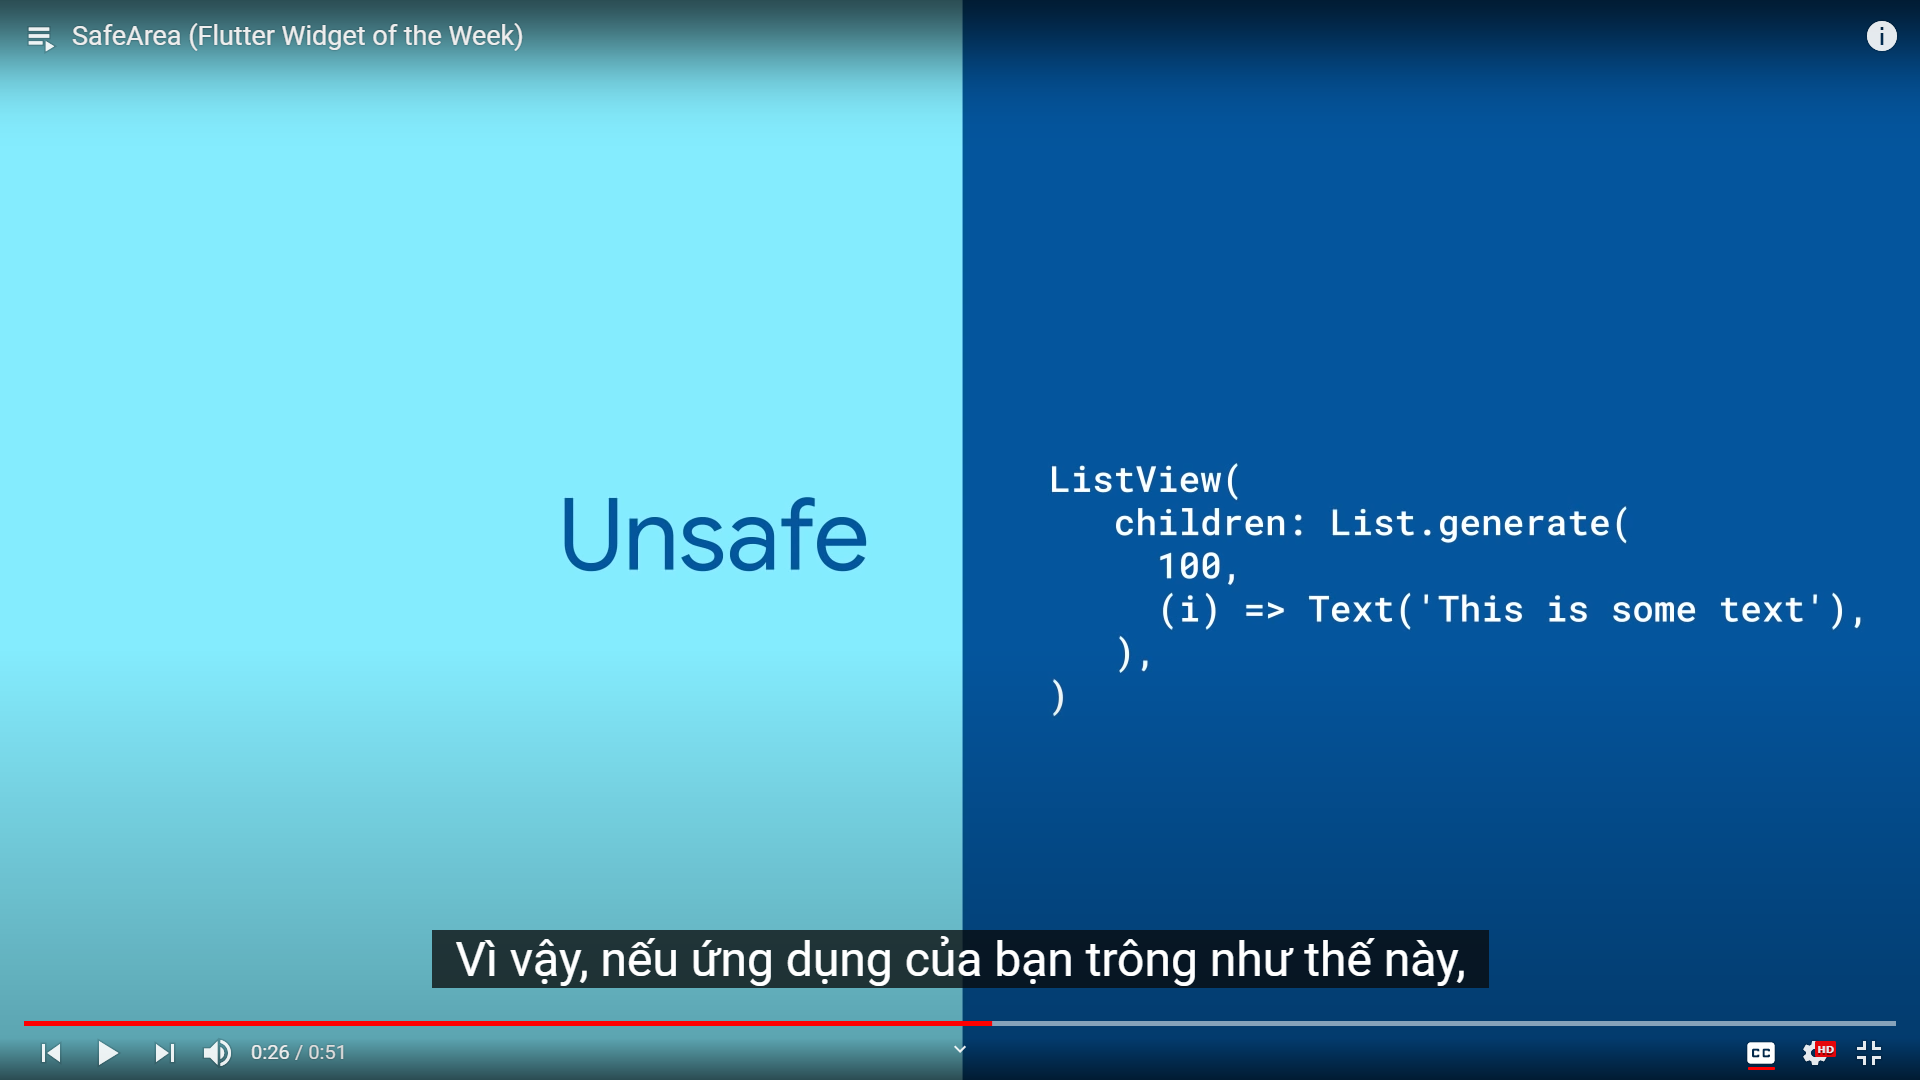 SafeArea (Flutter Widget of the Week)
Unsafe
ListView(
children: List.generate(
100,
(i) => Text('This is some text'),
),
)
Vì vậy, nếu ứng dụng của bạn trông như thế này,
0:26 / 0:51
CC
HD